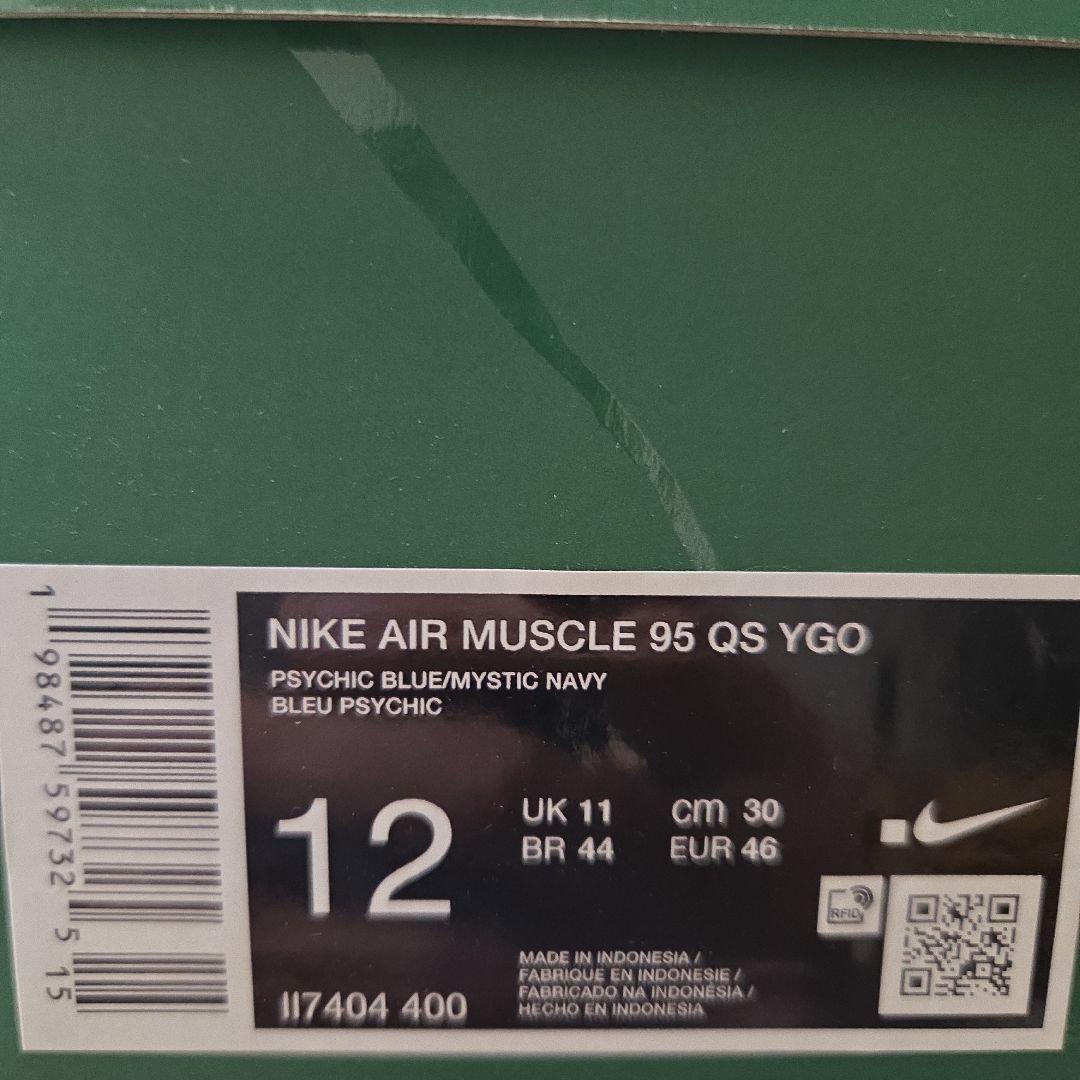 NIKE AIR MUSCLE 95 QS YGO
PSYCHIC BLUE/MYSTIC NAVY
BLEU PSYCHIC
12
UK 11 cm 30
BR 44 EUR 46
RFID
MADE IN INDONESIA /
FABRIQUE EN INDONESIE /
FABRICADO NA INDONÉSIA /
HECHO EN INDONESIA
II7404 400
1 98487 59732 5 15